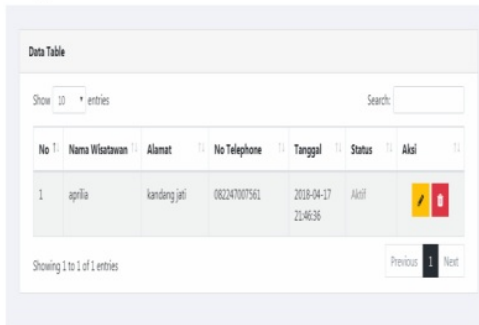 Data Table
Show 10 entries Search:
No Nama Wisatawan Alamat No Telephone Tanggal Status Aksi
1 aprilia kandang jati 082247007561 2018-04-17 Aktif
21:46:36
Showing 1 to 1 of 1 entries Previous 1 Next